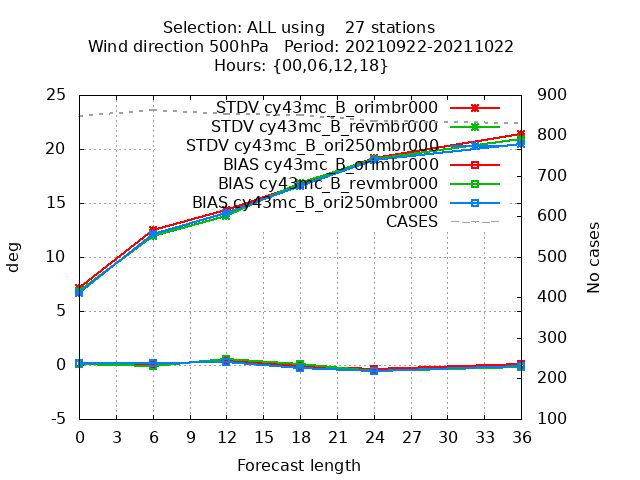 Selection: ALL using 27 stations
Wind direction 500hPa Period: 20210922-20211022
Hours: {00,06,12,18}
25
20
15
10
5
0
-5
deg
STDV cy43mc_B_orimbr000
STDV cy43mc_B_revmbr000
STDV cy43mc_B_ori250mbr000
BIAS cy43mc_B_orimbr000
BIAS cy43mc_B_revmbr000
BIAS cy43mc_B_ori250mbr000
CASES
900
800
700
600
500
400
300
200
100
No cases
0 3 6 9 12 15 18 21 24 27 30 33 36
Forecast length